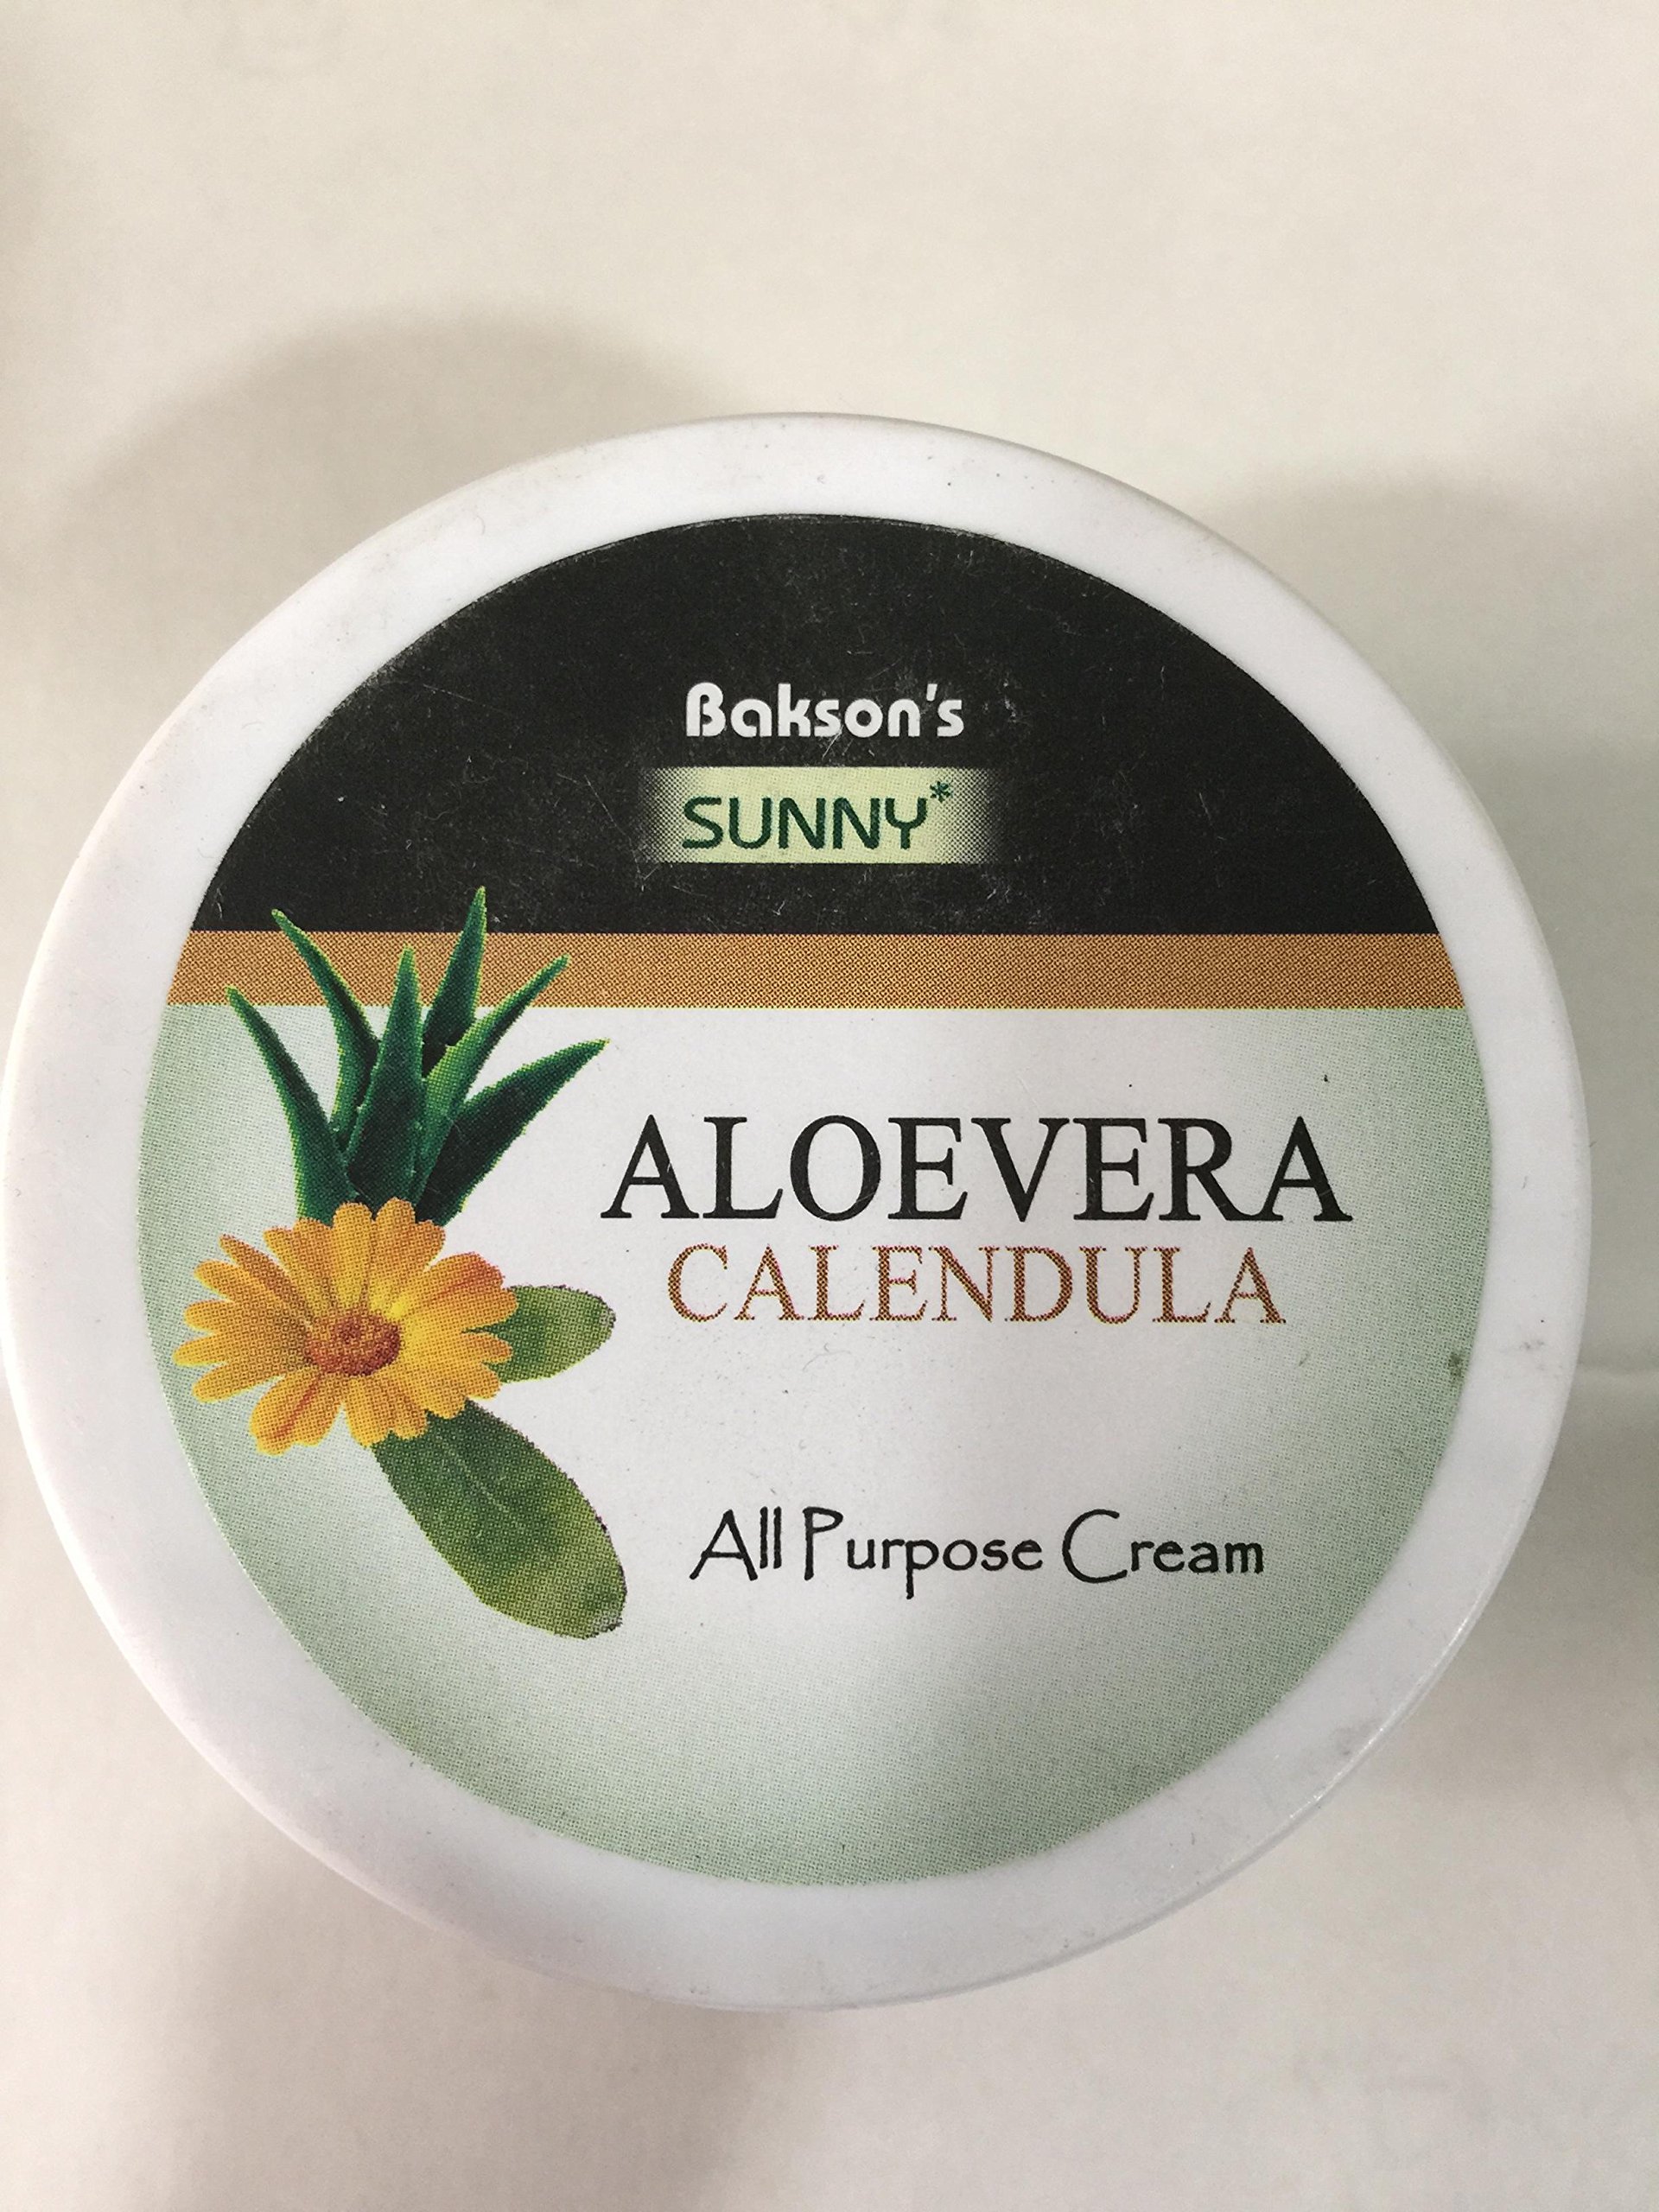 Bakson's
SUNNY*
ALOEVERA
CALENDULA
All Purpose Cream